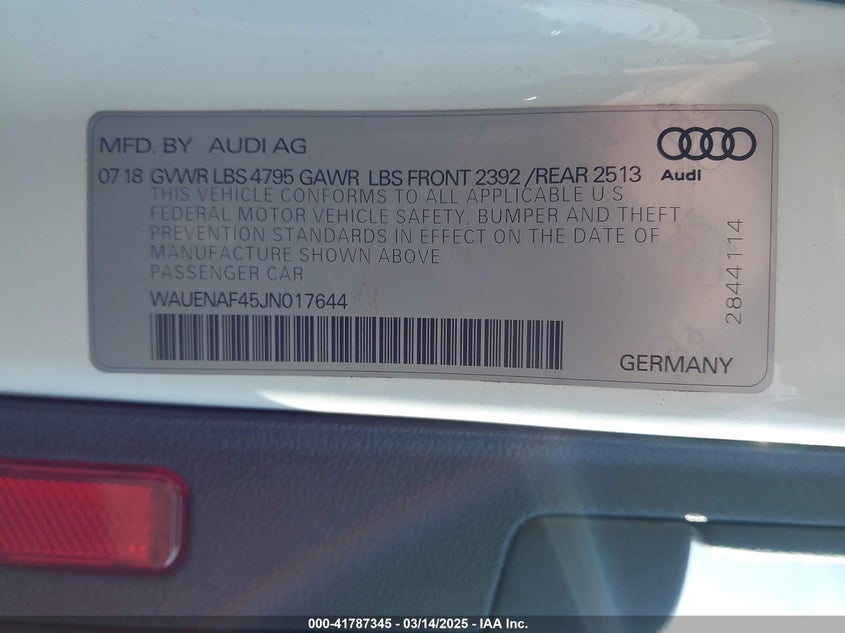 MFD. BY AUDI AG
Audi
07 18 GVWR LBS 4795 GAWR LBS FRONT 2392 /REAR 2513
THIS VEHICLE CONFORMS TO ALL APPLICABLE U.S
FEDERAL MOTOR VEHICLE SAFETY, BUMPER AND THEFT
PREVENTION STANDARDS IN EFFECT ON THE DATE OF
MANUFACTURE SHOWN ABOVE
PASSENGER CAR
WAUENAF45JN017644
2844114
GERMANY
000-41787345 - 03/14/2025 - IAA Inc.